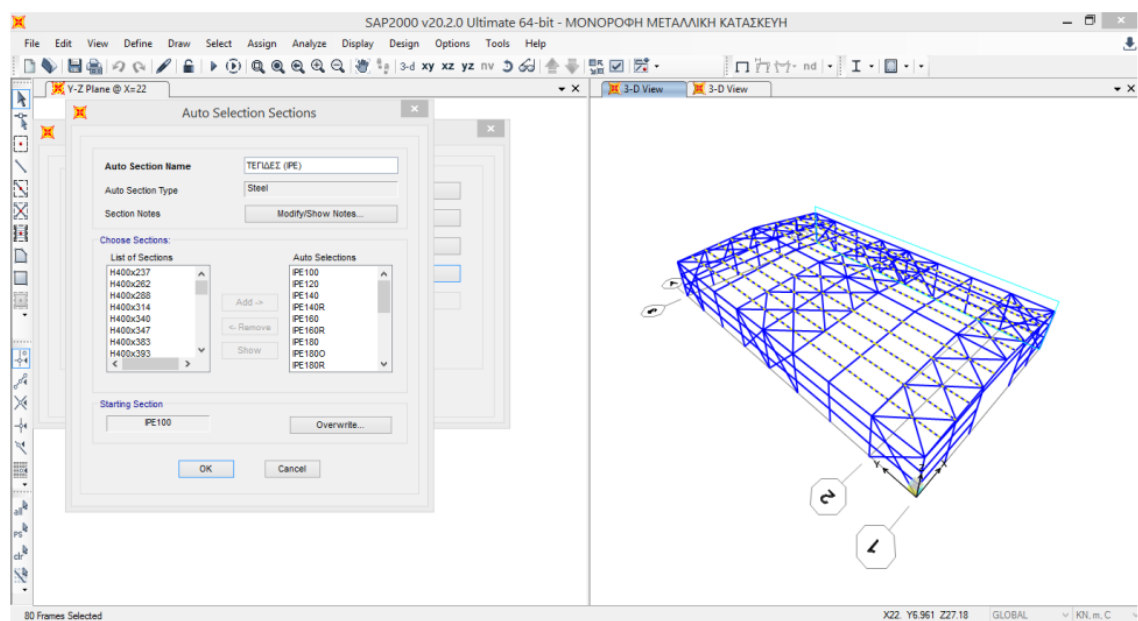 SAP2000 v20.2.0 Ultimate 64-bit - ΜΟΝΟΡΟΦΗ ΜΕΤΑΛΛΙΚΗ ΚΑΤΑΣΚΕΥΗ
File Edit View Define Draw Select Assign Analyze Display Design Options Tools Help
3-d xy xz yz nv
nd
Y-Z Plane @ X=22
3-D View
3-D View
Auto Selection Sections
Auto Section Name
ΤΕΓΙΔΕΣ (IPE)
Auto Section Type
Steel
Section Notes
Modify/Show Notes...
Choose Sections:
List of Sections
Auto Selections
H400x237
H400x262
H400x288
H400x314
H400x340
H400x347
H400x383
H400x393
Add ->
<- Remove
Show
IPE100
IPE120
IPE140
IPE140R
IPE160
IPE160R
IPE180
IPE180O
IPE180R
Starting Section
IPE100
Overwrite...
OK
Cancel
all
PS
clr
Y
Z
X
2
1
80 Frames Selected
X22. Y6.961 Z27.18
GLOBAL
KN, m, C